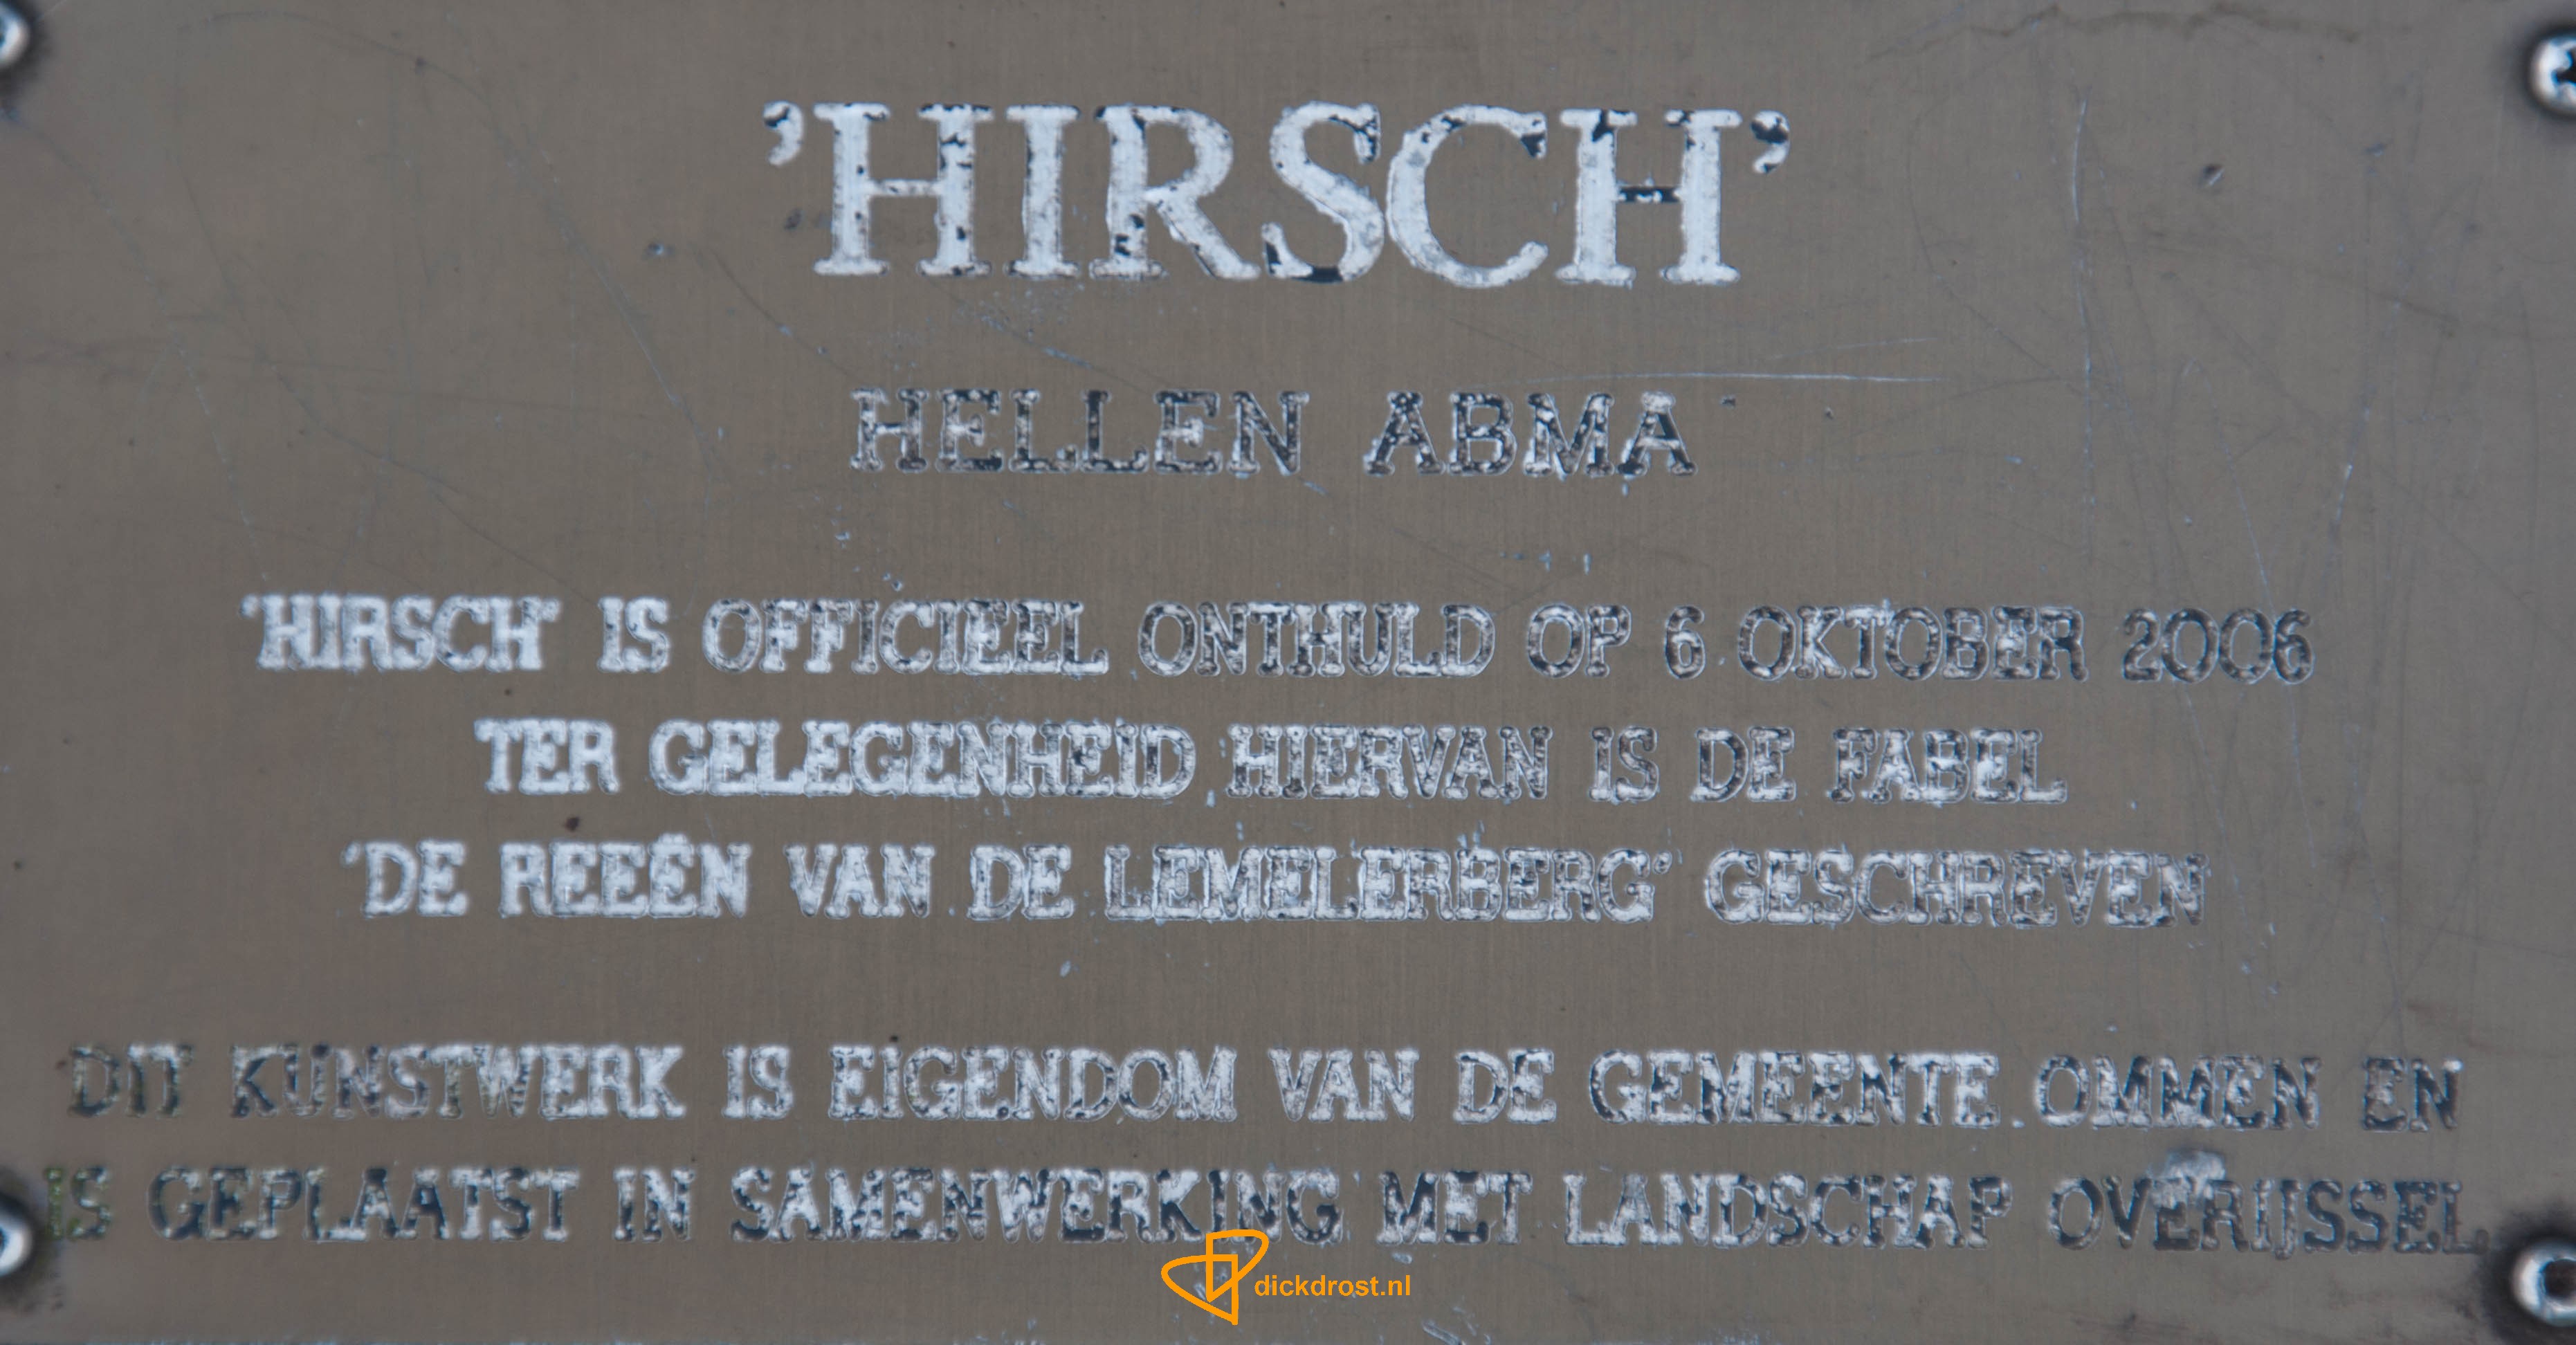 'HIRSCH'
HELLEN ABMA
'HIRSCH' IS OFFICIEEL ONTHULD OP 6 OKTOBER 2006
TER GELEGENHEID HIERVAN IS DE FABEL
'DE REEËN VAN DE LEMELERBERG' GESCHREVEN
DIT KUNSTWERK IS EIGENDOM VAN DE GEMEENTE OMMEN EN
IS GEPLAATST IN SAMENWERKING MET LANDSCHAP OVERIJSSEL
dickdrost.nl